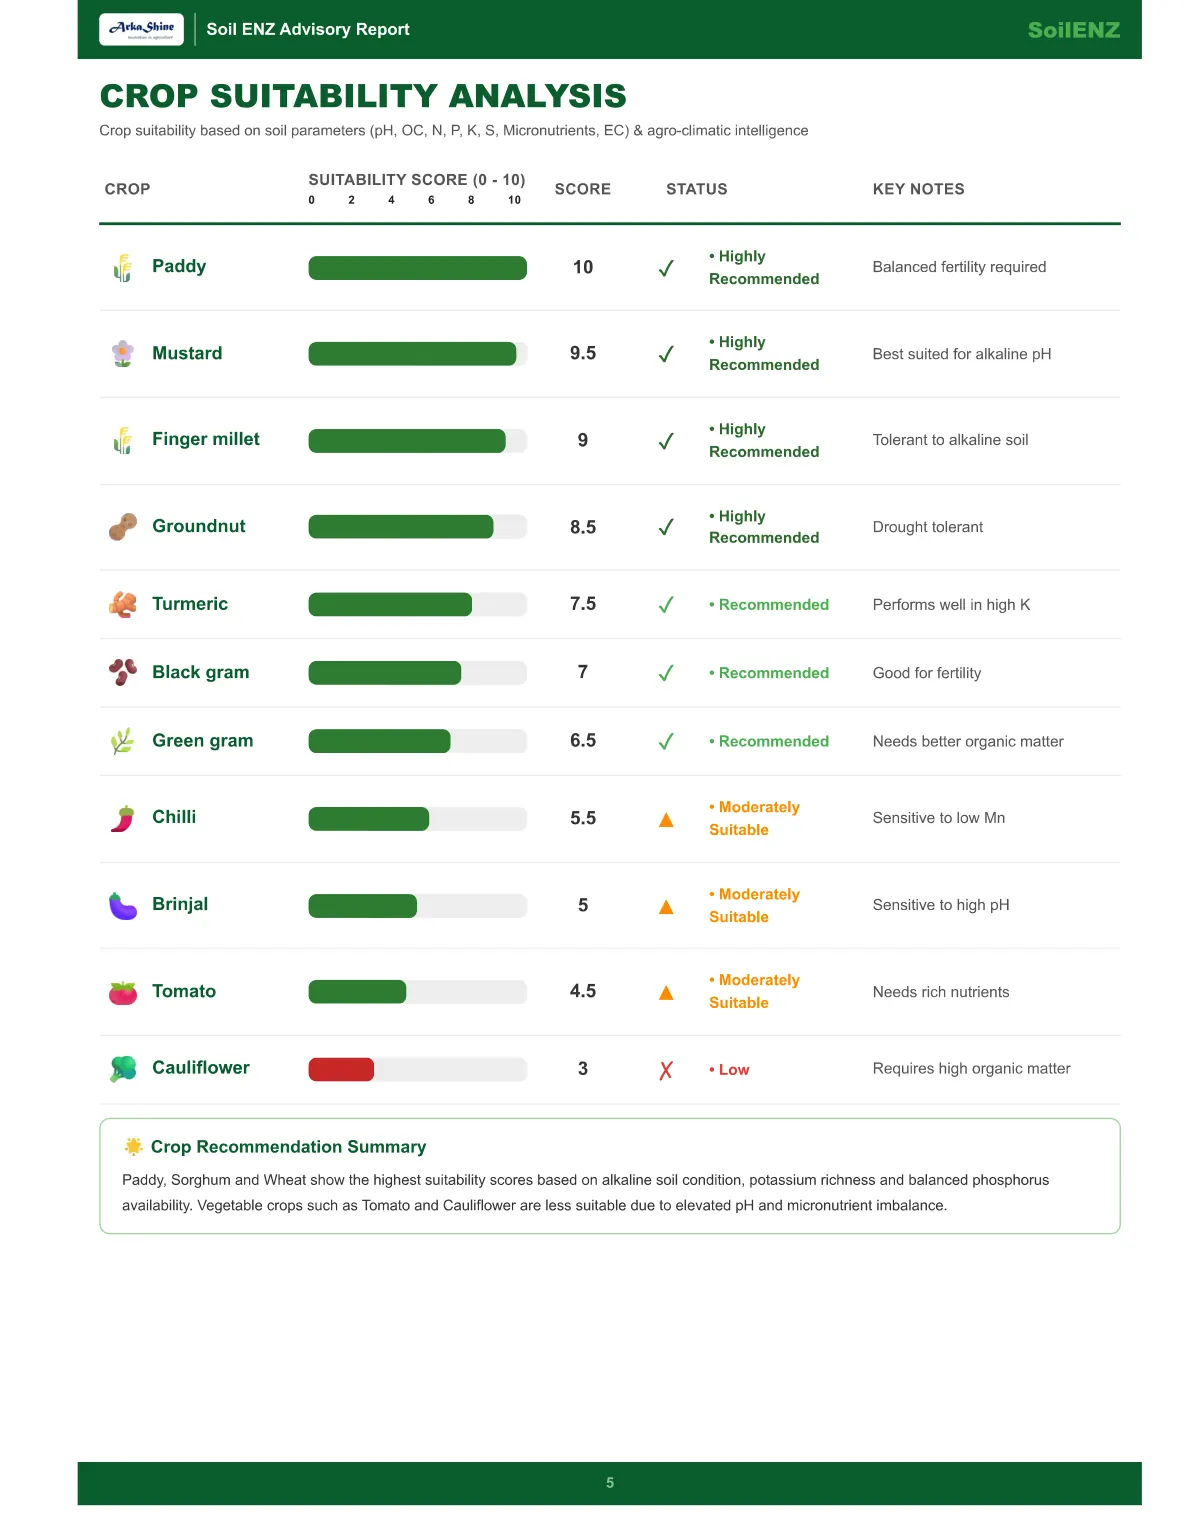 Arka Shine
Innovation in agriculture
Soil ENZ Advisory Report
SoilENZ
CROP SUITABILITY ANALYSIS
Crop suitability based on soil parameters (pH, OC, N, P, K, S, Micronutrients, EC) & agro-climatic intelligence
CROP
SUITABILITY SCORE (0 - 10)
0 2 4 6 8 10
SCORE
STATUS
KEY NOTES
Paddy
10
✓
• Highly
Recommended
Balanced fertility required
Mustard
9.5
✓
• Highly
Recommended
Best suited for alkaline pH
Finger millet
9
✓
• Highly
Recommended
Tolerant to alkaline soil
Groundnut
8.5
✓
• Highly
Recommended
Drought tolerant
Turmeric
7.5
✓
• Recommended
Performs well in high K
Black gram
7
✓
• Recommended
Good for fertility
Green gram
6.5
✓
• Recommended
Needs better organic matter
Chilli
5.5
▲
• Moderately
Suitable
Sensitive to low Mn
Brinjal
5
▲
• Moderately
Suitable
Sensitive to high pH
Tomato
4.5
▲
• Moderately
Suitable
Needs rich nutrients
Cauliflower
3
✗
• Low
Requires high organic matter
Crop Recommendation Summary
Paddy, Sorghum and Wheat show the highest suitability scores based on alkaline soil condition, potassium richness and balanced phosphorus
availability. Vegetable crops such as Tomato and Cauliflower are less suitable due to elevated pH and micronutrient imbalance.
5